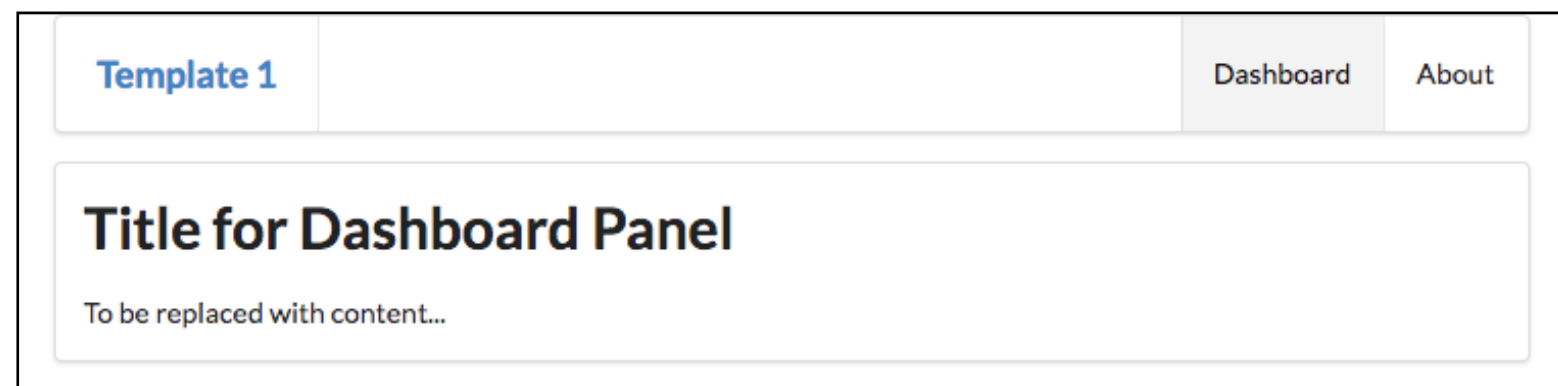 Template 1
Dashboard
About
Title for Dashboard Panel
To be replaced with content...